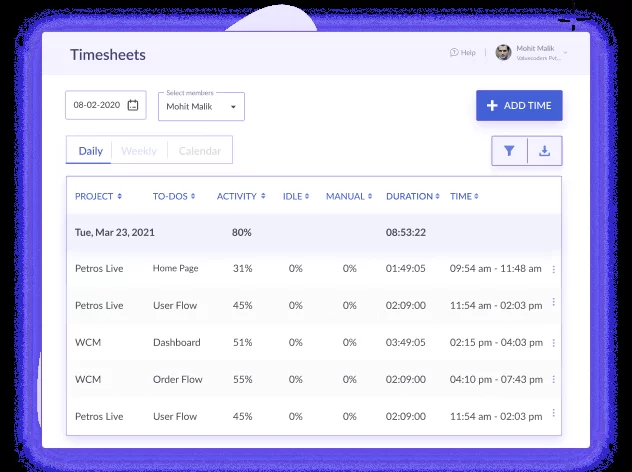 Timesheets
Help
Mohit Malik
Valuecoders Pvt...
08-02-2020
Select members
Mohit Malik
ADD TIME
Daily Weekly Calendar
PROJECT TO-DOS ACTIVITY IDLE MANUAL DURATION TIME
Tue, Mar 23, 2021 80% 08:53:22
Petros Live Home Page 31% 0% 0% 01:49:05 09:54 am - 11:48 am
Petros Live User Flow 45% 0% 0% 02:09:00 11:54 am - 02:03 pm
WCM Dashboard 51% 0% 0% 03:49:05 02:15 pm - 04:03 pm
WCM Order Flow 55% 0% 0% 02:09:00 04:10 pm - 07:43 pm
Petros Live User Flow 45% 0% 0% 02:09:00 11:54 am - 02:03 pm